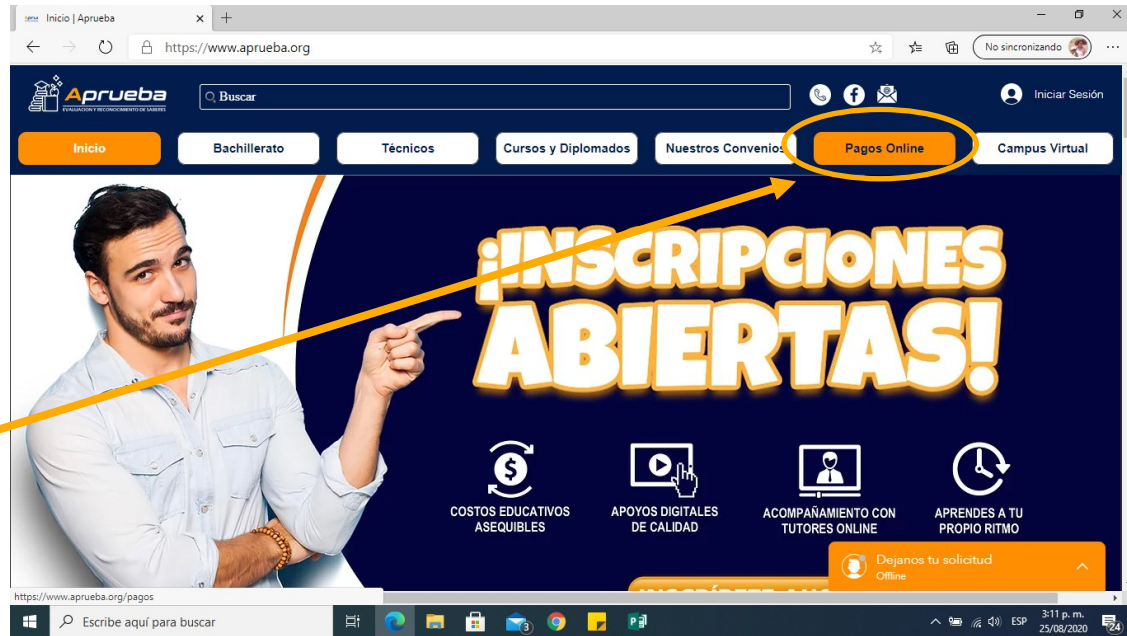 Inicio | Aprueba
https://www.aprueba.org
No sincronizando
Aprueba
EVALUACION Y RECONOCIMIENTO DE SABERES
Buscar
Iniciar Sesión
Inicio
Bachillerato
Técnicos
Cursos y Diplomados
Nuestros Convenios
Pagos Online
Campus Virtual
¡INSCRIPCIONES
ABIERTAS!
COSTOS EDUCATIVOS
ASEQUIBLES
APOYOS DIGITALES
DE CALIDAD
ACOMPAÑAMIENTO CON
TUTORES ONLINE
APRENDES A TU
PROPIO RITMO
Dejanos tu solicitud
Offline
https://www.aprueba.org/pagos
Escribe aquí para buscar
3
ESP
3:11 p. m.
25/08/2020
24